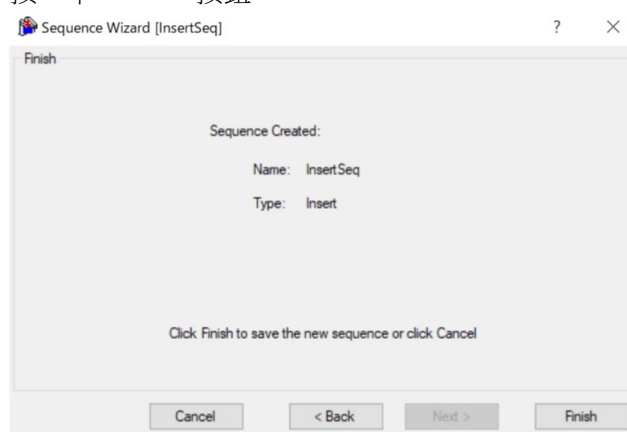 Sequence Wizard [InsertSeq] ? ×
Finish
Sequence Created:
Name: InsertSeq
Type: Insert
Click Finish to save the new sequence or click Cancel
Cancel < Back Next > Finish